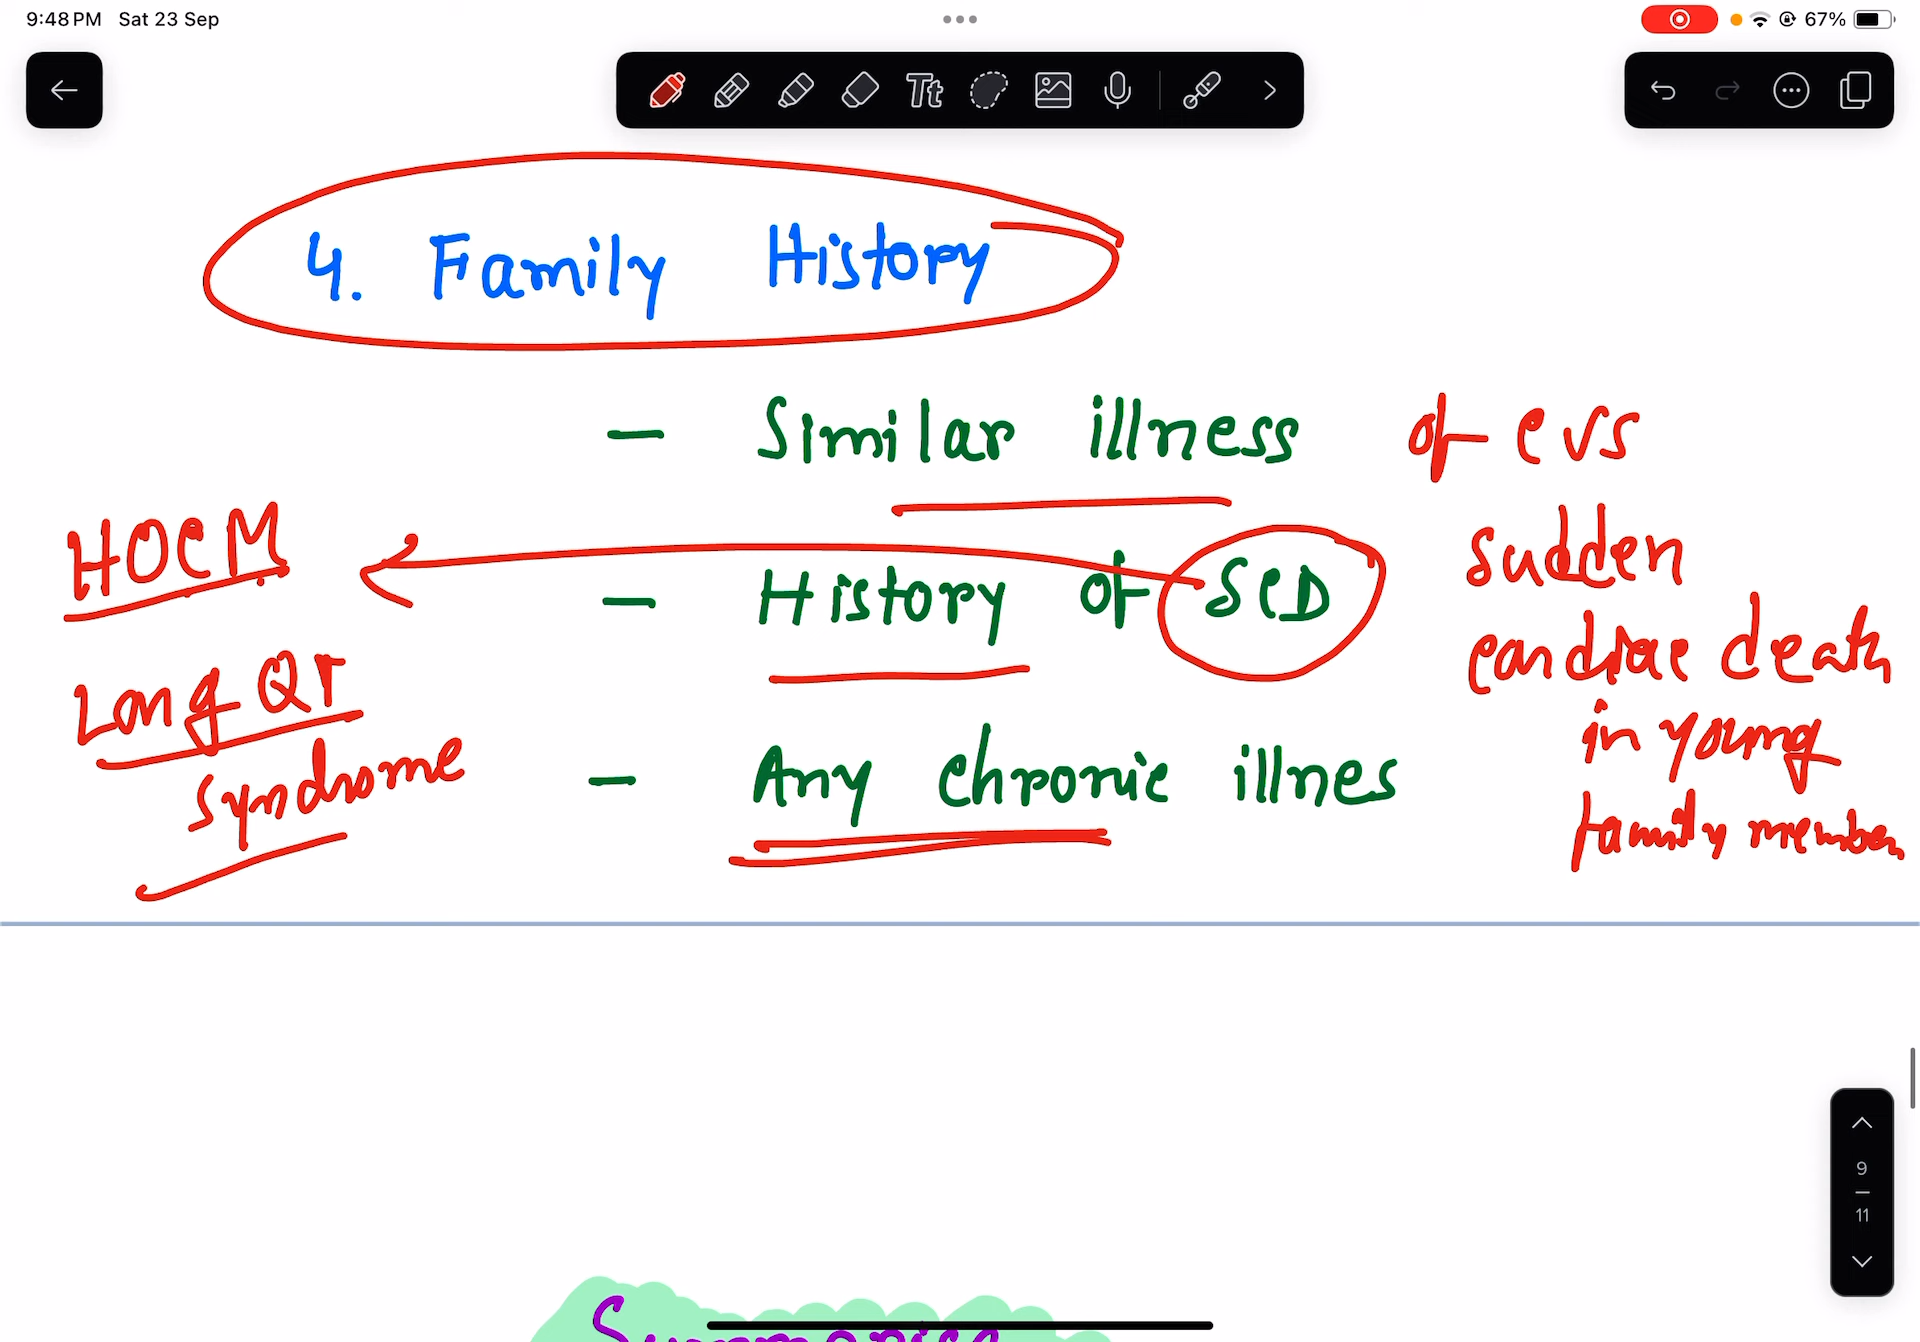 9:48 PM Sat 23 Sep
67%
Tt
4. Family History
- Similar illness of cvs
- History of SCD
sudden
cardiac death
in young
family member
HOCM
Long QT
syndrome
- Any chronic illnes
9
11